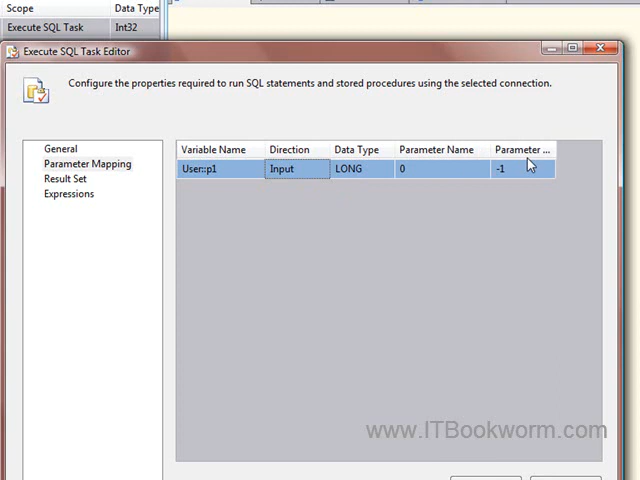 Scope Data Type
Execute SQL Task Int32
Execute SQL Task Editor
Configure the properties required to run SQL statements and stored procedures using the selected connection.
General
Parameter Mapping
Result Set
Expressions
Variable Name Direction Data Type Parameter Name Parameter ...
User::p1 Input LONG 0 -1
www.ITBookworm.com